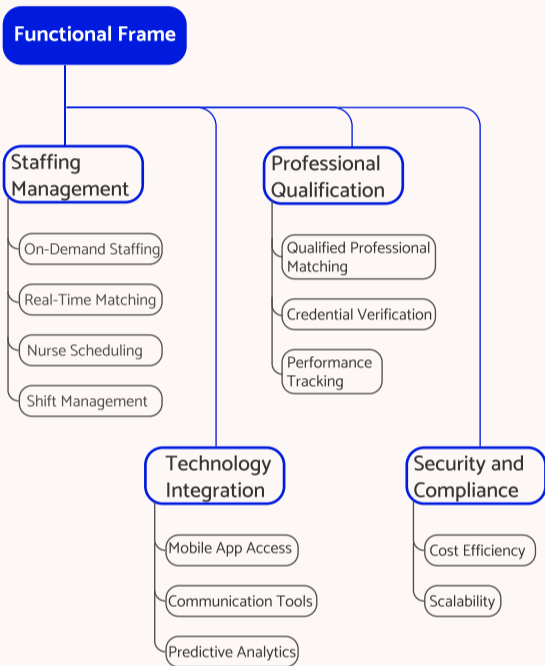 Functional Frame
Staffing
Management
On-Demand Staffing
Real-Time Matching
Nurse Scheduling
Shift Management
Professional
Qualification
Qualified Professional
Matching
Credential Verification
Performance
Tracking
Technology
Integration
Mobile App Access
Communication Tools
Predictive Analytics
Security and
Compliance
Cost Efficiency
Scalability